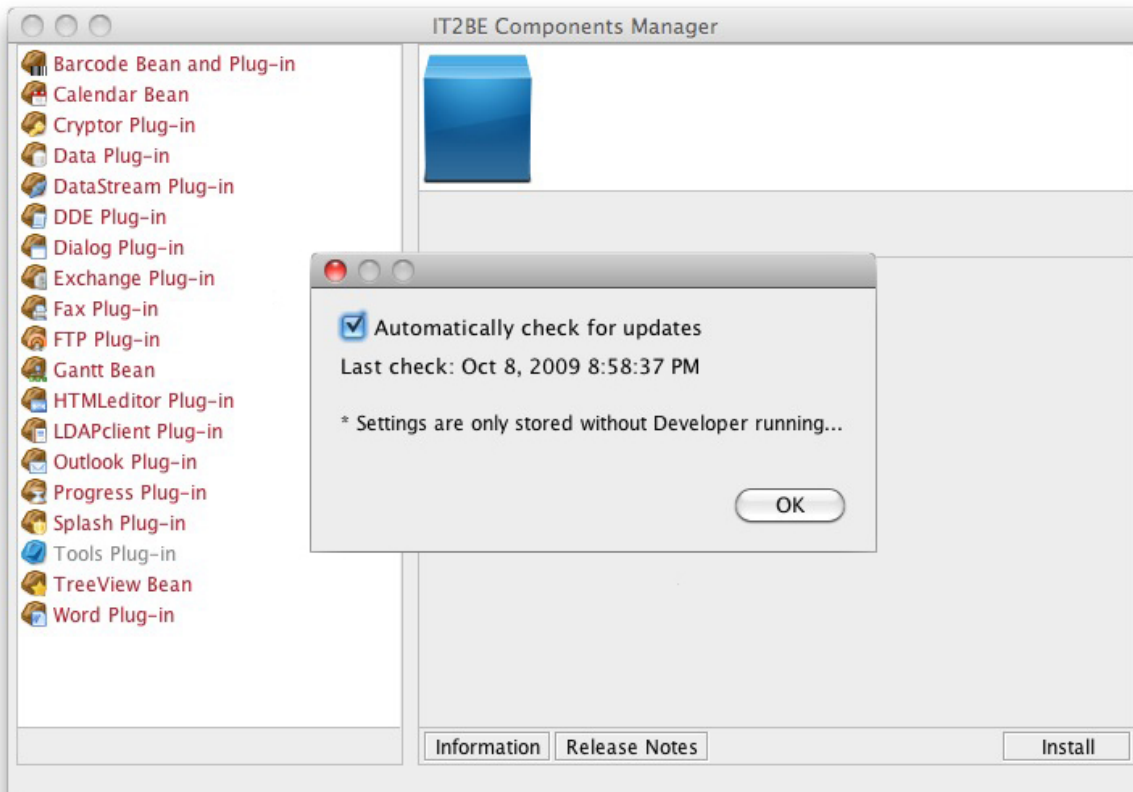 IT2BE Components Manager
Barcode Bean and Plug-in
Calendar Bean
Cryptor Plug-in
Data Plug-in
DataStream Plug-in
DDE Plug-in
Dialog Plug-in
Exchange Plug-in
Fax Plug-in
FTP Plug-in
Gantt Bean
HTMLeditor Plug-in
LDAPclient Plug-in
Outlook Plug-in
Progress Plug-in
Splash Plug-in
Tools Plug-in
TreeView Bean
Word Plug-in
Automatically check for updates
Last check: Oct 8, 2009 8:58:37 PM
* Settings are only stored without Developer running...
OK
Information
Release Notes
Install